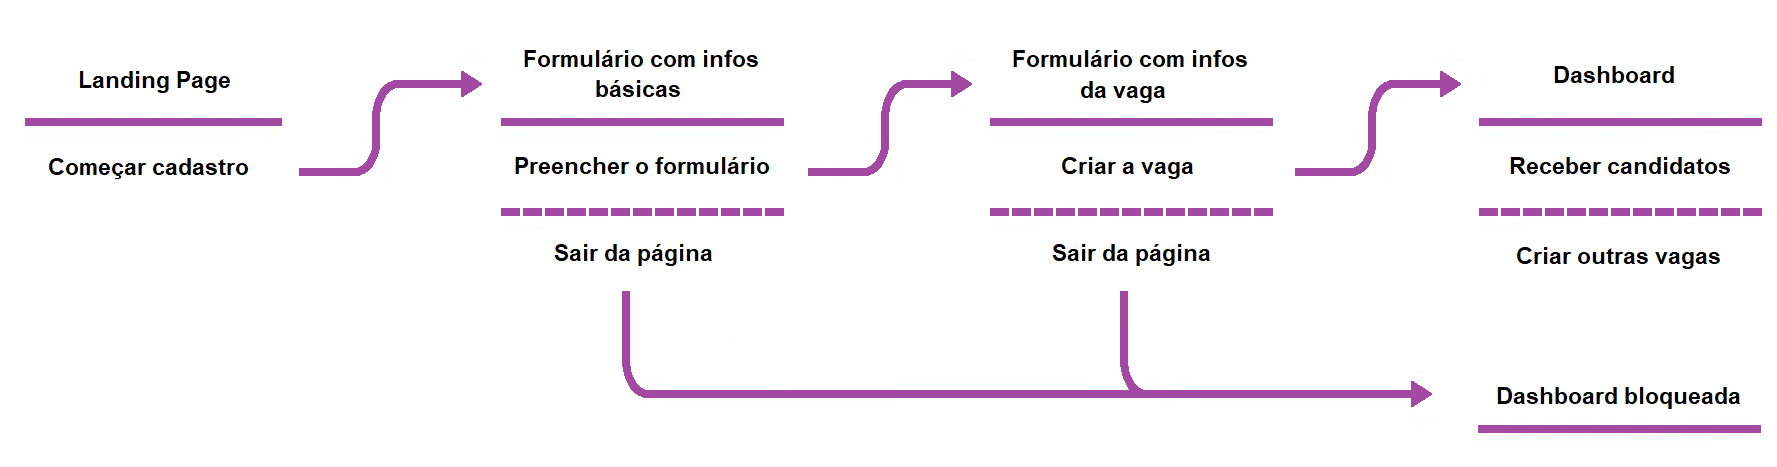 Landing Page
Começar cadastro
Formulário com infos
básicas
Preencher o formulário
Sair da página
Formulário com infos
da vaga
Criar a vaga
Sair da página
Dashboard
Receber candidatos
Criar outras vagas
Dashboard bloqueada